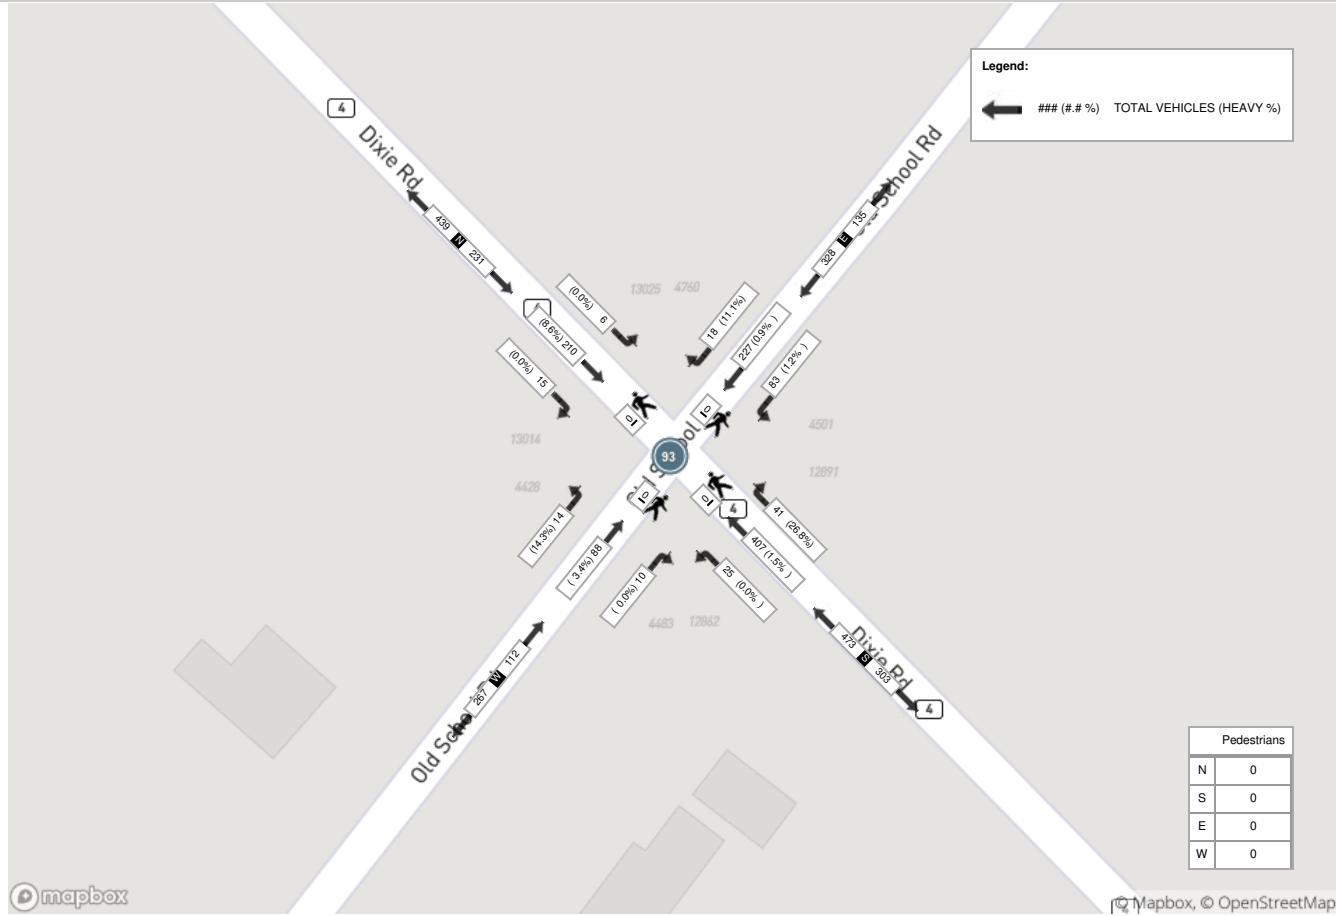 Legend:
### (#.# %) TOTAL VEHICLES (HEAVY %)
4
Dixie Rd
School Rd
439 N 231
328 E 135
13025 4760
(0.0%) 6
18 (11.1%)
(8.6%) 210
227 (0.9% )
(0.0%) 15
83 (1.2% )
0
0
4501
13014
93
12891
4428
0
0
4
(14.3%) 14
41 (26.8%)
( 3.4%) 88
407 (1.5% )
( 0.0%) 10
25 (0.0% )
4483 12862
267 W 112
473 S 303
Dixie Rd
4
Old Scho
Pedestrians
N 0
S 0
E 0
W 0
mapbox
© Mapbox, © OpenStreetMap